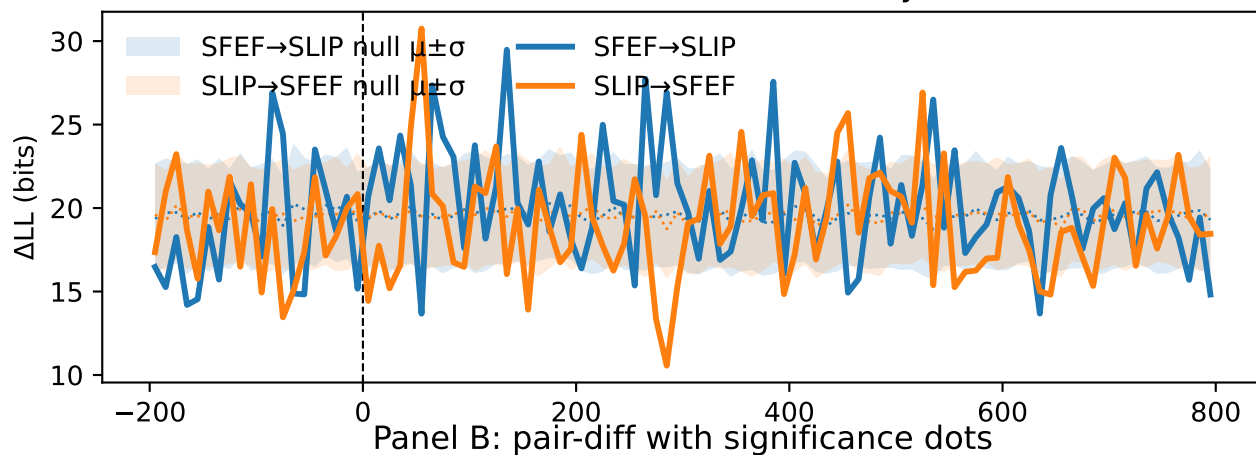 30
25
20
15
10
ΔLL (bits)
SFEF→SLIP null μ±σ
SLIP→SFEF null μ±σ
SFEF→SLIP
SLIP→SFEF
−200 0 200 400 600 800
Panel B: pair-diff with significance dots